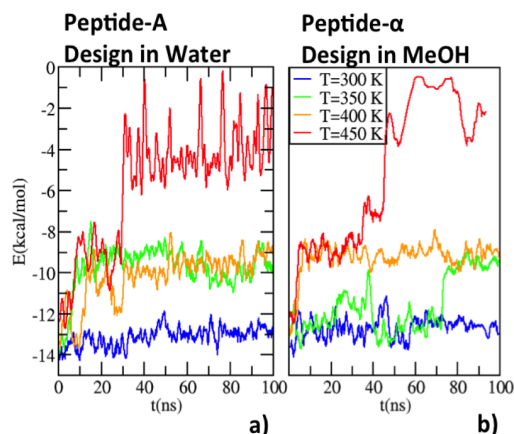 Peptide-A
Design in Water
Peptide-α
Design in MeOH
E(kcal/mol)
0
-2
-4
-6
-8
-10
-12
-14
T=300 K
T=350 K
T=400 K
T=450 K
0 20 40 60 80 100
0 20 40 60 80 100
t(ns)
t(ns)
a)
b)